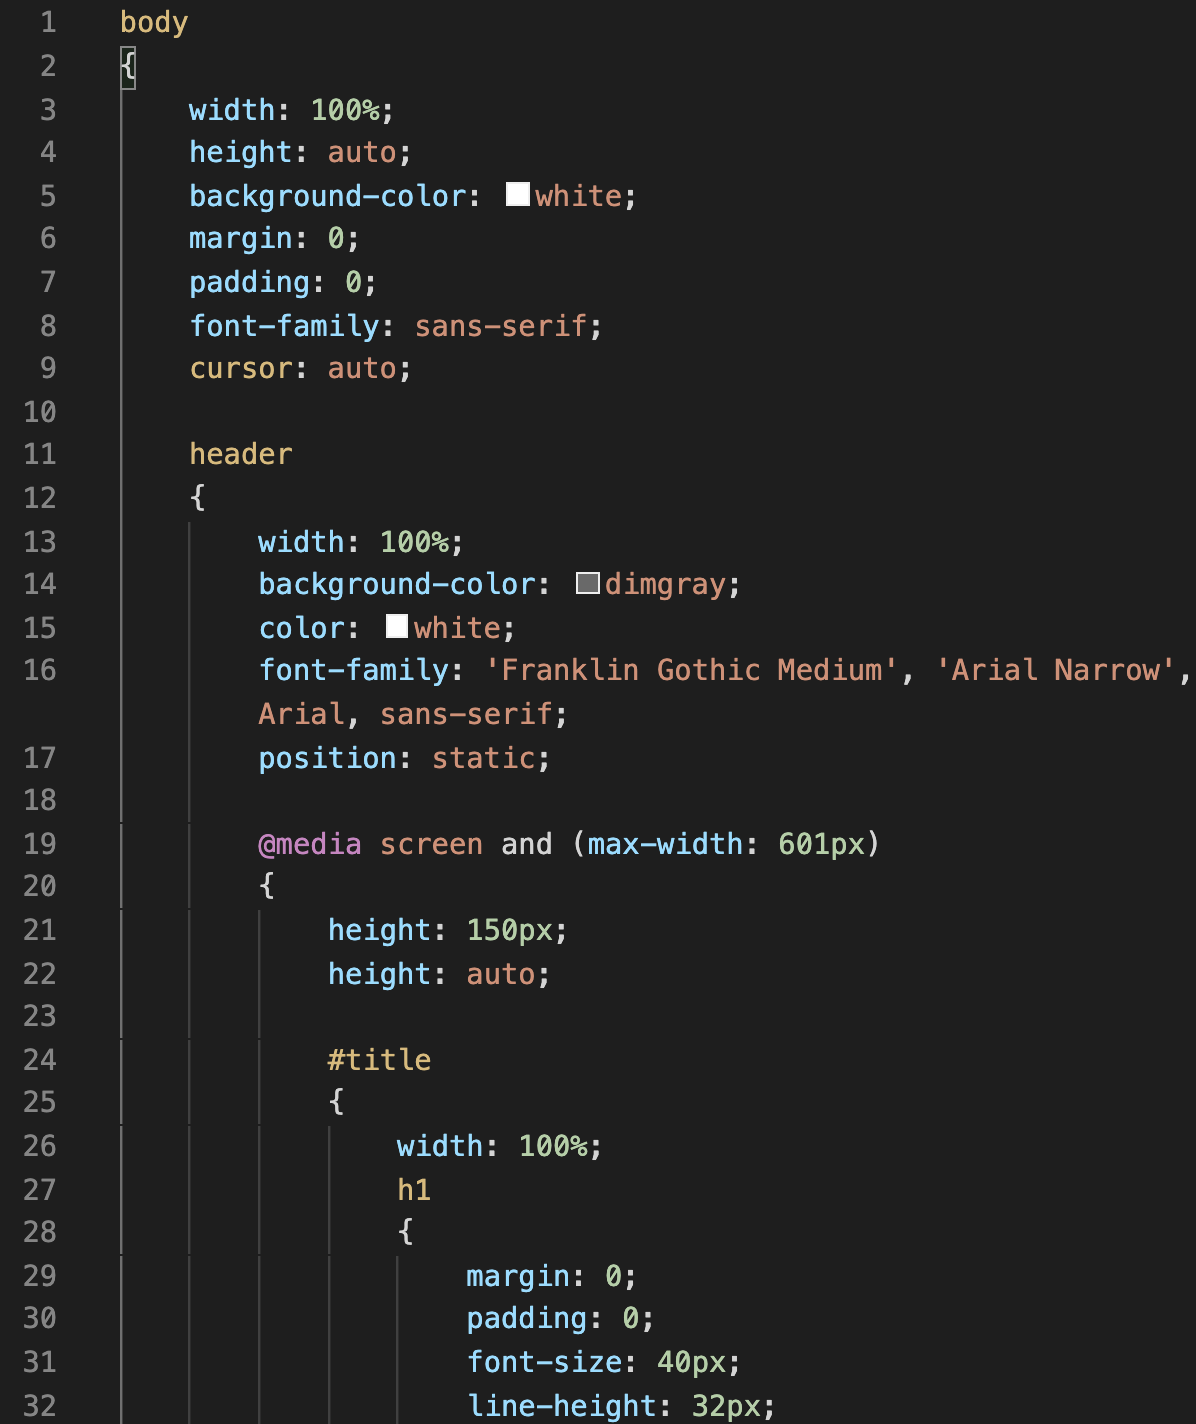 1 body
2 {
3 width: 100%;
4 height: auto;
5 background-color: white;
6 margin: 0;
7 padding: 0;
8 font-family: sans-serif;
9 cursor: auto;
10
11 header
12 {
13 width: 100%;
14 background-color: dimgray;
15 color: white;
16 font-family: 'Franklin Gothic Medium', 'Arial Narrow',
Arial, sans-serif;
17 position: static;
18
19 @media screen and (max-width: 601px)
20 {
21 height: 150px;
22 height: auto;
23
24 #title
25 {
26 width: 100%;
27 h1
28 {
29 margin: 0;
30 padding: 0;
31 font-size: 40px;
32 line-height: 32px;